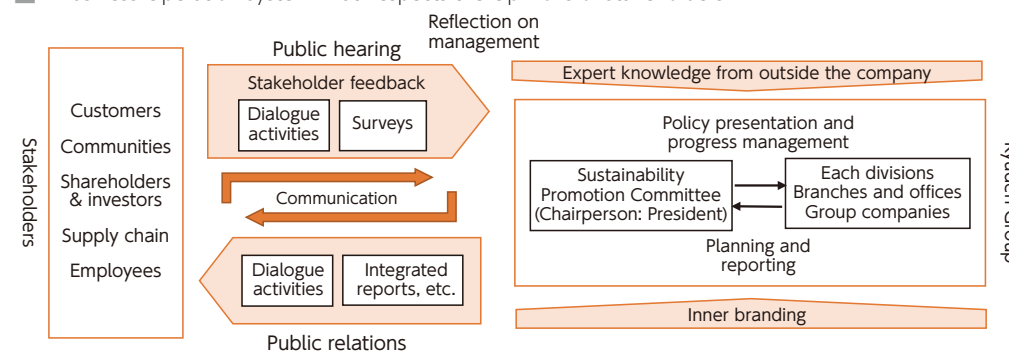 Reflection on
management
Public hearing
Stakeholders
Customers
Communities
Shareholders
& investors
Supply chain
Employees
Stakeholder feedback
Dialogue
activities
Surveys
Communication
Dialogue
activities
Integrated
reports, etc.
Public relations
Expert knowledge from outside the company
Policy presentation and
progress management
Sustainability
Promotion Committee
(Chairperson: President)
Each divisions
Branches and offices
Group companies
Planning and
reporting
Inner branding